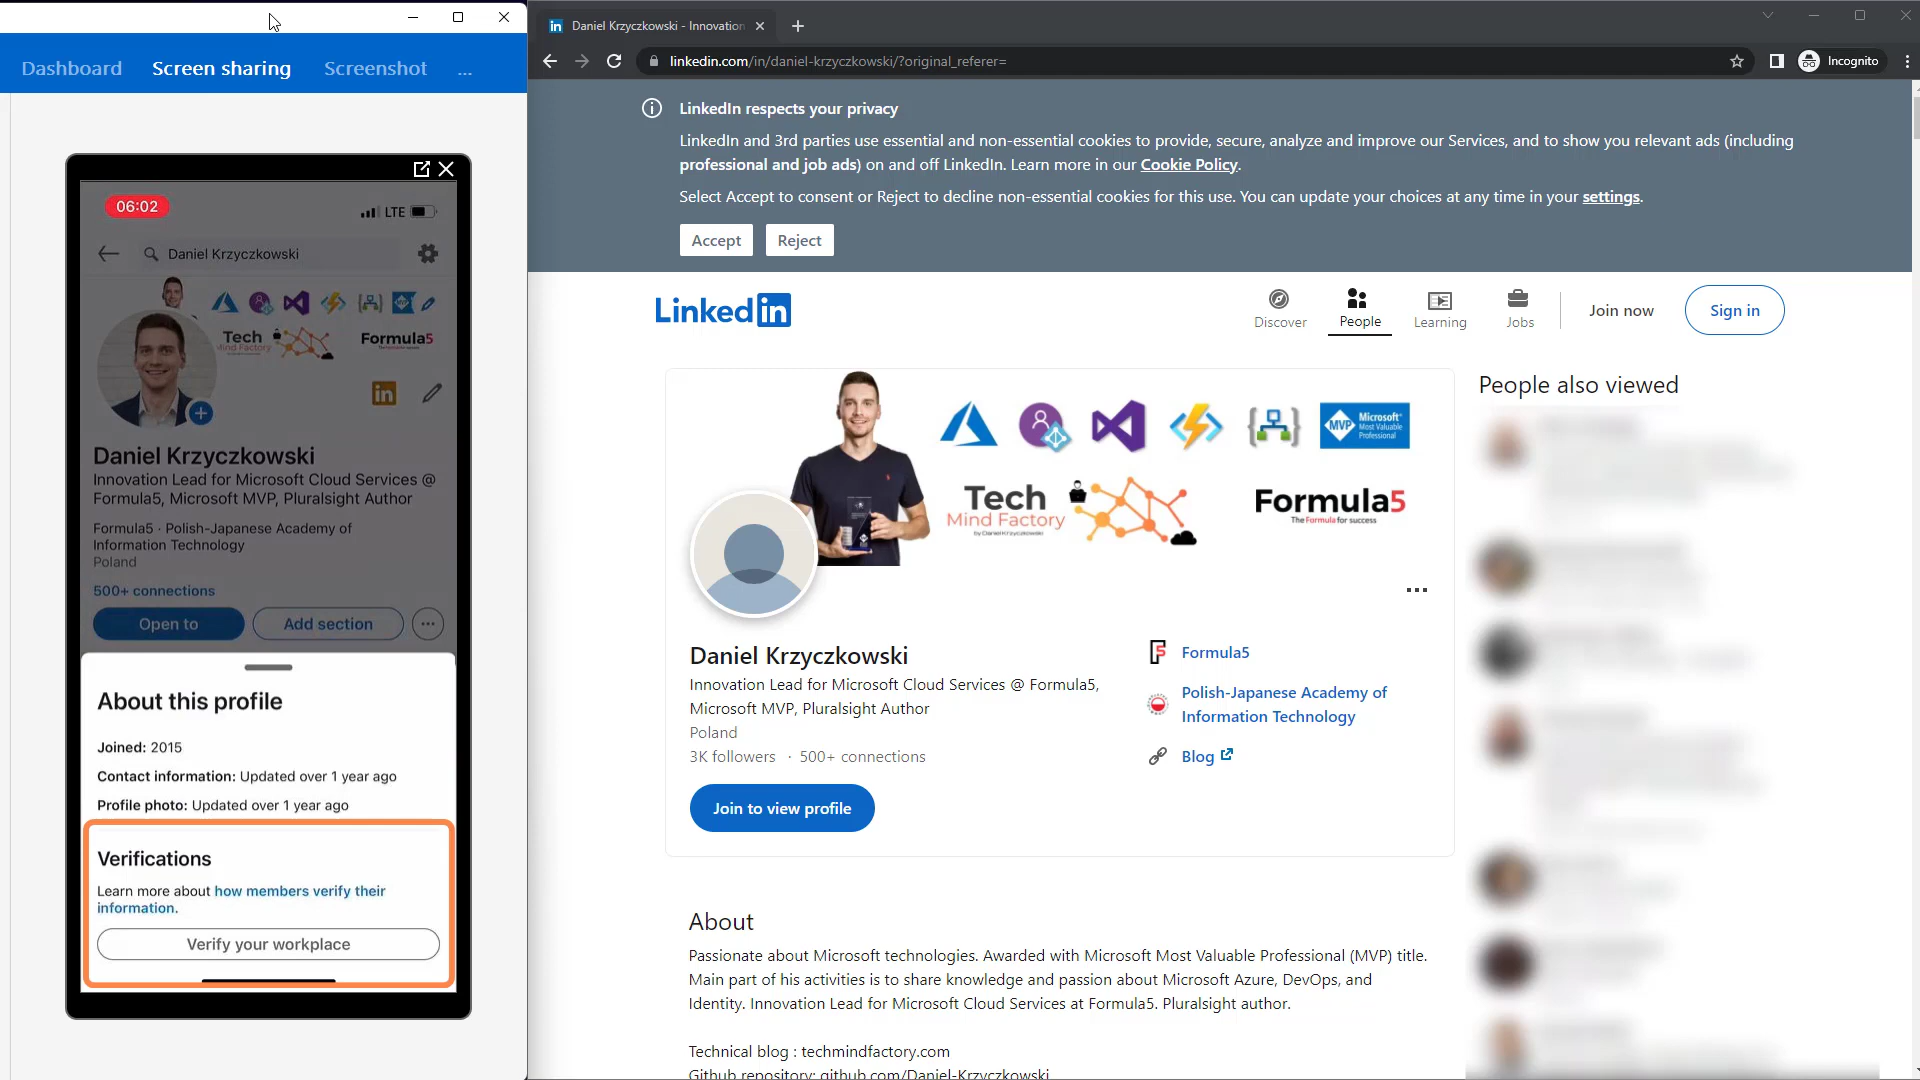 Dashboard
Screen sharing
Screenshot
...
06:02
LTE
Daniel Krzyczkowski
Tech
Mind Factory
Formula5
in
Daniel Krzyczkowski
Innovation Lead for Microsoft Cloud Services @
Formula5, Microsoft MVP, Pluralsight Author
Formula5 · Polish-Japanese Academy of
Information Technology
Poland
500+ connections
Open to
Add section
About this profile
Joined: 2015
Contact information: Updated over 1 year ago
Profile photo: Updated over 1 year ago
Verifications
Learn more about how members verify their
information.
Verify your workplace
in Daniel Krzyczkowski - Innovation
linkedin.com/in/daniel-krzyczkowski/?original_referer=
Incognito
LinkedIn respects your privacy
LinkedIn and 3rd parties use essential and non-essential cookies to provide, secure, analyze and improve our Services, and to show you relevant ads (including
professional and job ads) on and off LinkedIn. Learn more in our Cookie Policy.
Select Accept to consent or Reject to decline non-essential cookies for this use. You can update your choices at any time in your settings.
Accept
Reject
Linked in
Discover
People
Learning
Jobs
Join now
Sign in
MVP Microsoft®
Most Valuable
Professional
Tech
Mind Factory
by Daniel Krzyczkowski
Formula5
The Formula for success
Daniel Krzyczkowski
Innovation Lead for Microsoft Cloud Services @ Formula5,
Microsoft MVP, Pluralsight Author
Poland
3K followers · 500+ connections
Join to view profile
Formula5
Polish-Japanese Academy of
Information Technology
Blog
About
Passionate about Microsoft technologies. Awarded with Microsoft Most Valuable Professional (MVP) title.
Main part of his activities is to share knowledge and passion about Microsoft Azure, DevOps, and
Identity. Innovation Lead for Microsoft Cloud Services at Formula5. Pluralsight author.
Technical blog : techmindfactory.com
Github repository: github.com/Daniel-Krzyczkowski
People also viewed